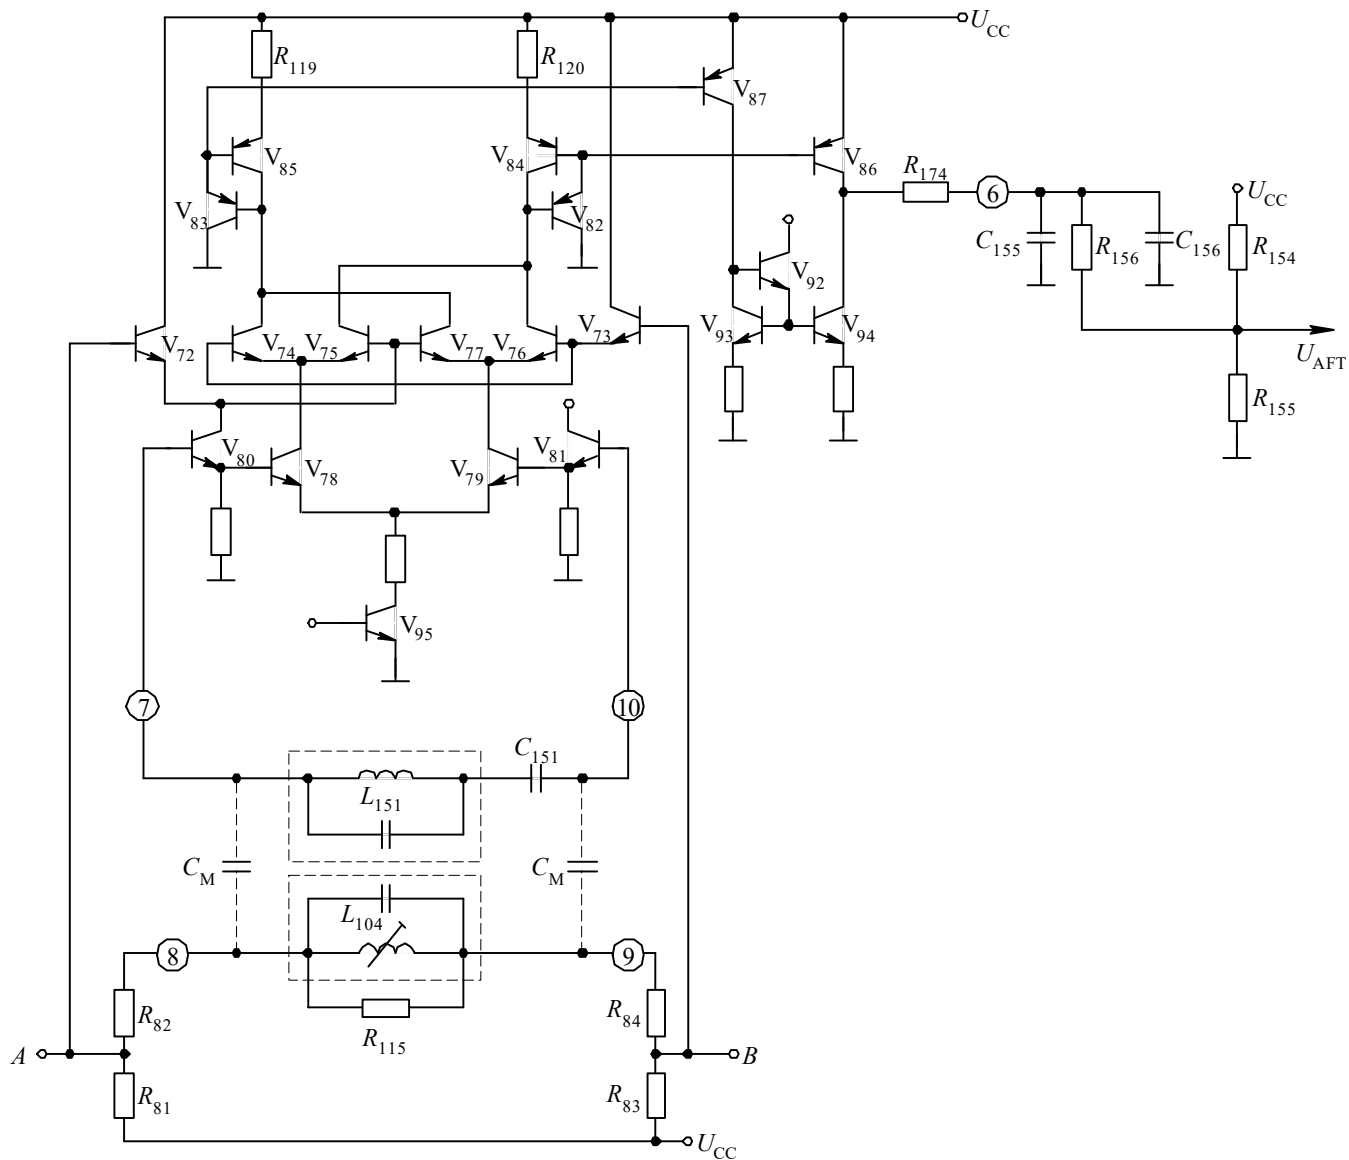 U_CC
R_119
R_120
V_87
V_85
V_84
V_86
R_174
6
U_CC
V_83
V_82
C_155
R_156
C_156
R_154
V_92
V_72
V_74
V_75
V_77
V_76
V_73
V_93
V_94
U_AFT
R_155
V_80
V_78
V_79
V_81
V_95
7
10
C_151
L_151
C_M
C_M
L_104
8
9
R_82
R_115
R_84
A
B
R_81
R_83
U_CC